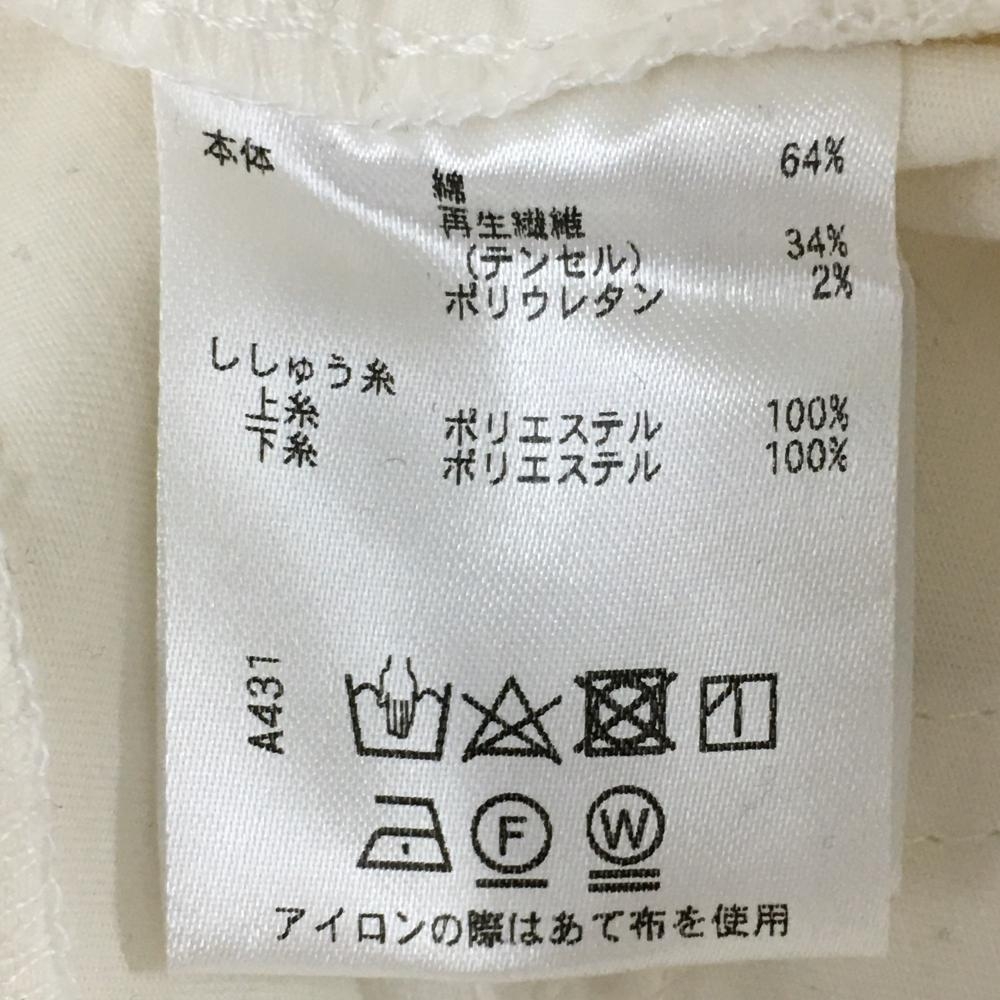 本体
綿 64%
再生繊維
(テンセル) 34%
ポリウレタン 2%
ししゅう糸
上糸 ポリエステル 100%
下糸 ポリエステル 100%
A431
F W
アイロンの際はあて布を使用